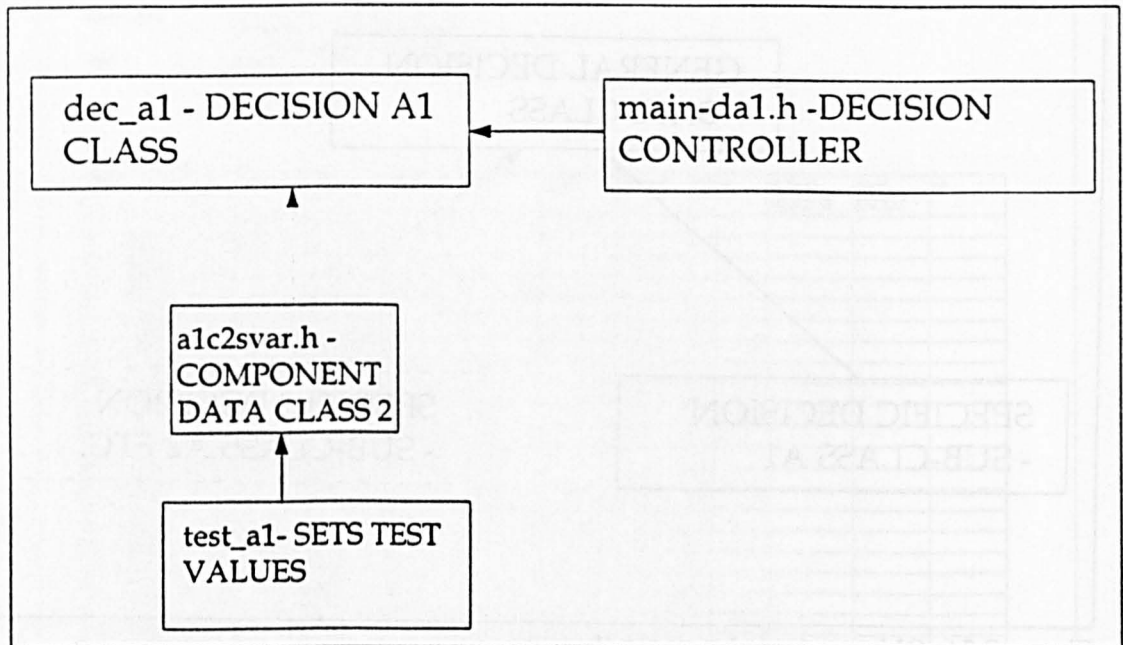 dec_a1 - DECISION A1
CLASS
main-da1.h -DECISION
CONTROLLER
a1c2svar.h -
COMPONENT
DATA CLASS 2
test_a1- SETS TEST
VALUES